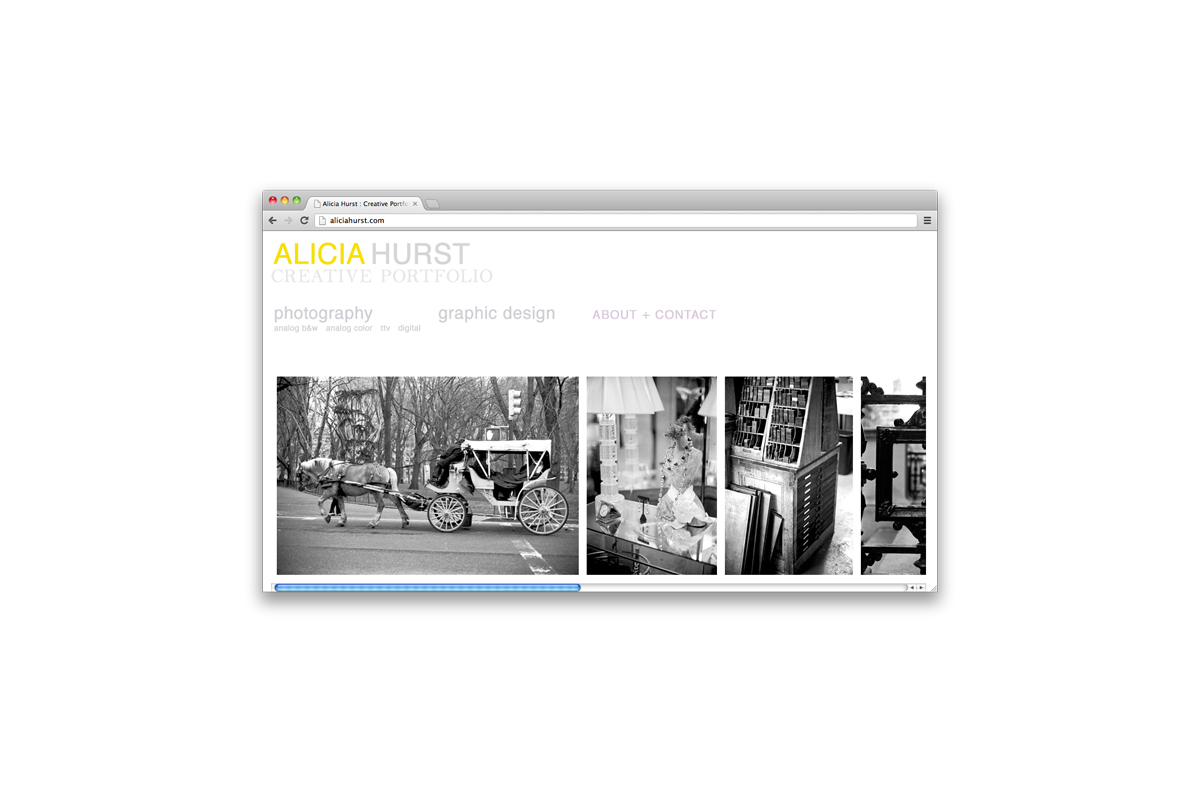 Alicia Hurst : Creative Portfo
aliciahurst.com
ALICIA HURST
CREATIVE PORTFOLIO
photography graphic design ABOUT + CONTACT
analog b&w analog color ttv digital